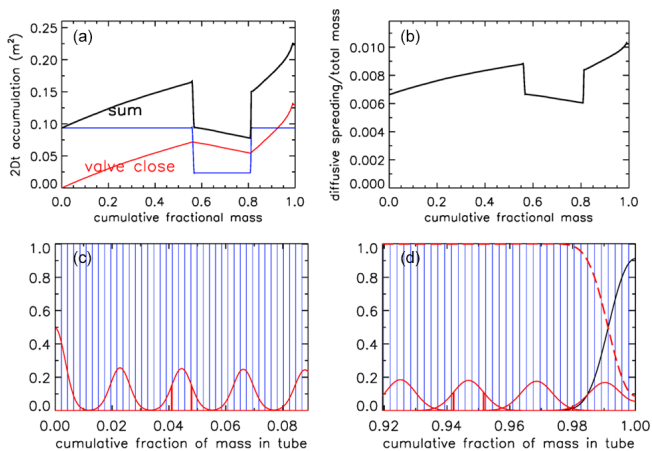 (a)
2Dt accumulation (m²)
0.25
0.20
0.15
0.10
0.05
0.00
sum
valve close
0.0 0.2 0.4 0.6 0.8 1.0
cumulative fractional mass
(b)
diffusive spreading/total mass
0.010
0.008
0.006
0.004
0.002
0.000
0.0 0.2 0.4 0.6 0.8 1.0
cumulative fractional mass
(c)
1.0
0.8
0.6
0.4
0.2
0.0
0.00 0.02 0.04 0.06 0.08
cumulative fraction of mass in tube
(d)
1.0
0.8
0.6
0.4
0.2
0.0
0.92 0.94 0.96 0.98 1.00
cumulative fraction of mass in tube